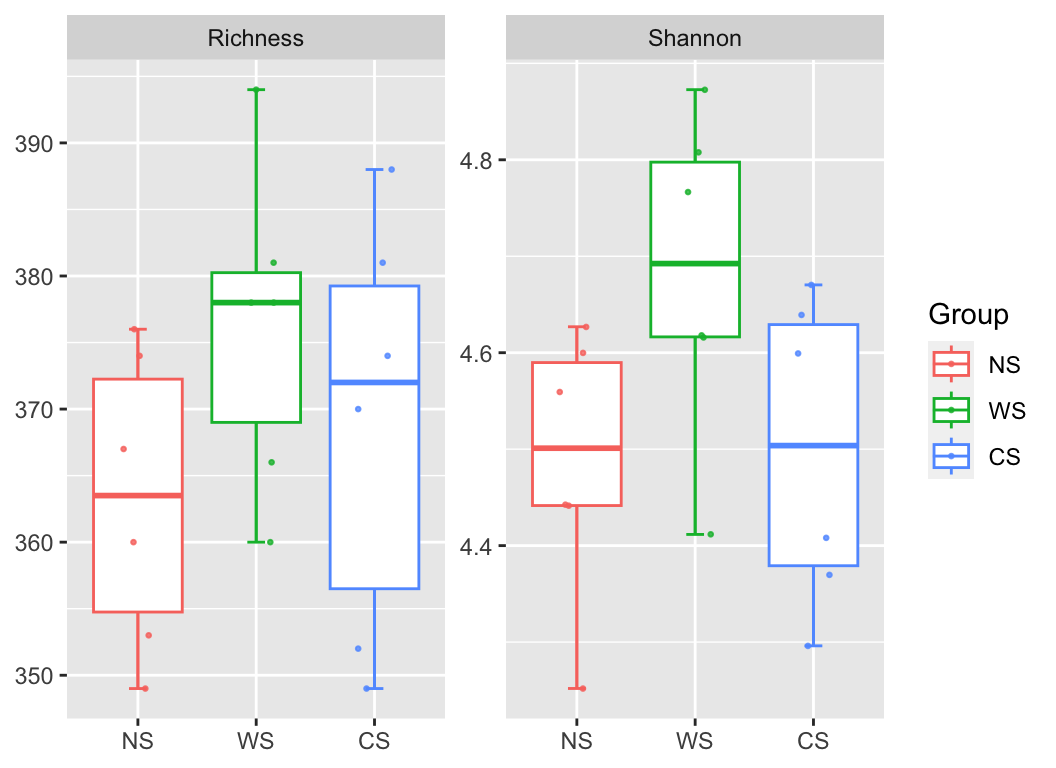 Richness
Shannon
390
380
370
360
350
4.8
4.6
4.4
NS WS CS
NS WS CS
Group
NS
WS
CS